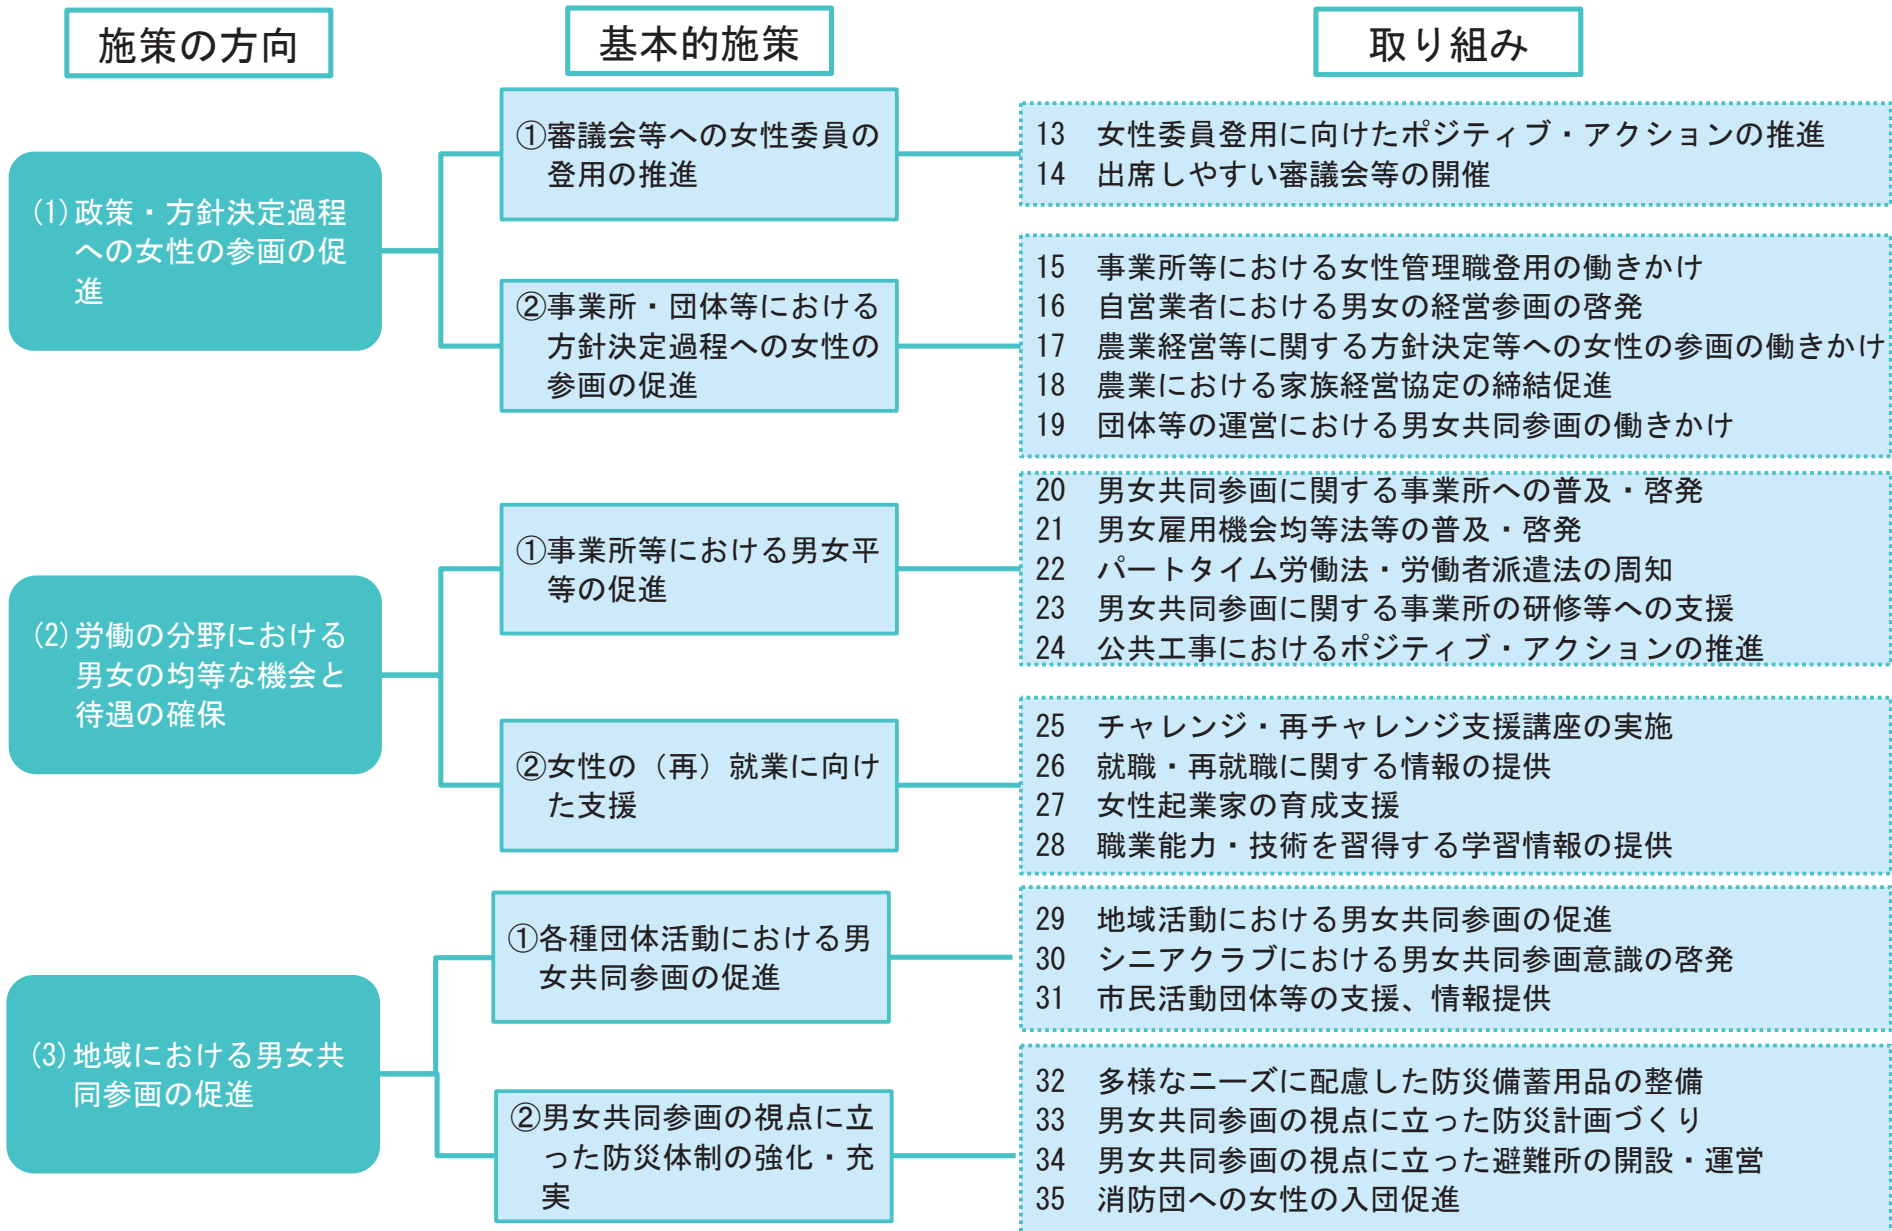 施策の方向
基本的施策
取り組み
(1)政策・方針決定過程
への女性の参画の促
進
①審議会等への女性委員の
登用の推進
13 女性委員登用に向けたポジティブ・アクションの推進
14 出席しやすい審議会等の開催
②事業所・団体等における
方針決定過程への女性の
参画の促進
15 事業所等における女性管理職登用の働きかけ
16 自営業者における男女の経営参画の啓発
17 農業経営等に関する方針決定等への女性の参画の働きかけ
18 農業における家族経営協定の締結促進
19 団体等の運営における男女共同参画の働きかけ
(2)労働の分野における
男女の均等な機会と
待遇の確保
①事業所等における男女平
等の促進
20 男女共同参画に関する事業所への普及・啓発
21 男女雇用機会均等法等の普及・啓発
22 パートタイム労働法・労働者派遣法の周知
23 男女共同参画に関する事業所の研修等への支援
24 公共工事におけるポジティブ・アクションの推進
②女性の（再）就業に向け
た支援
25 チャレンジ・再チャレンジ支援講座の実施
26 就職・再就職に関する情報の提供
27 女性起業家の育成支援
28 職業能力・技術を習得する学習情報の提供
(3)地域における男女共
同参画の促進
①各種団体活動における男
女共同参画の促進
29 地域活動における男女共同参画の促進
30 シニアクラブにおける男女共同参画意識の啓発
31 市民活動団体等の支援、情報提供
②男女共同参画の視点に立
った防災体制の強化・充
実
32 多様なニーズに配慮した防災備蓄用品の整備
33 男女共同参画の視点に立った防災計画づくり
34 男女共同参画の視点に立った避難所の開設・運営
35 消防団への女性の入団促進